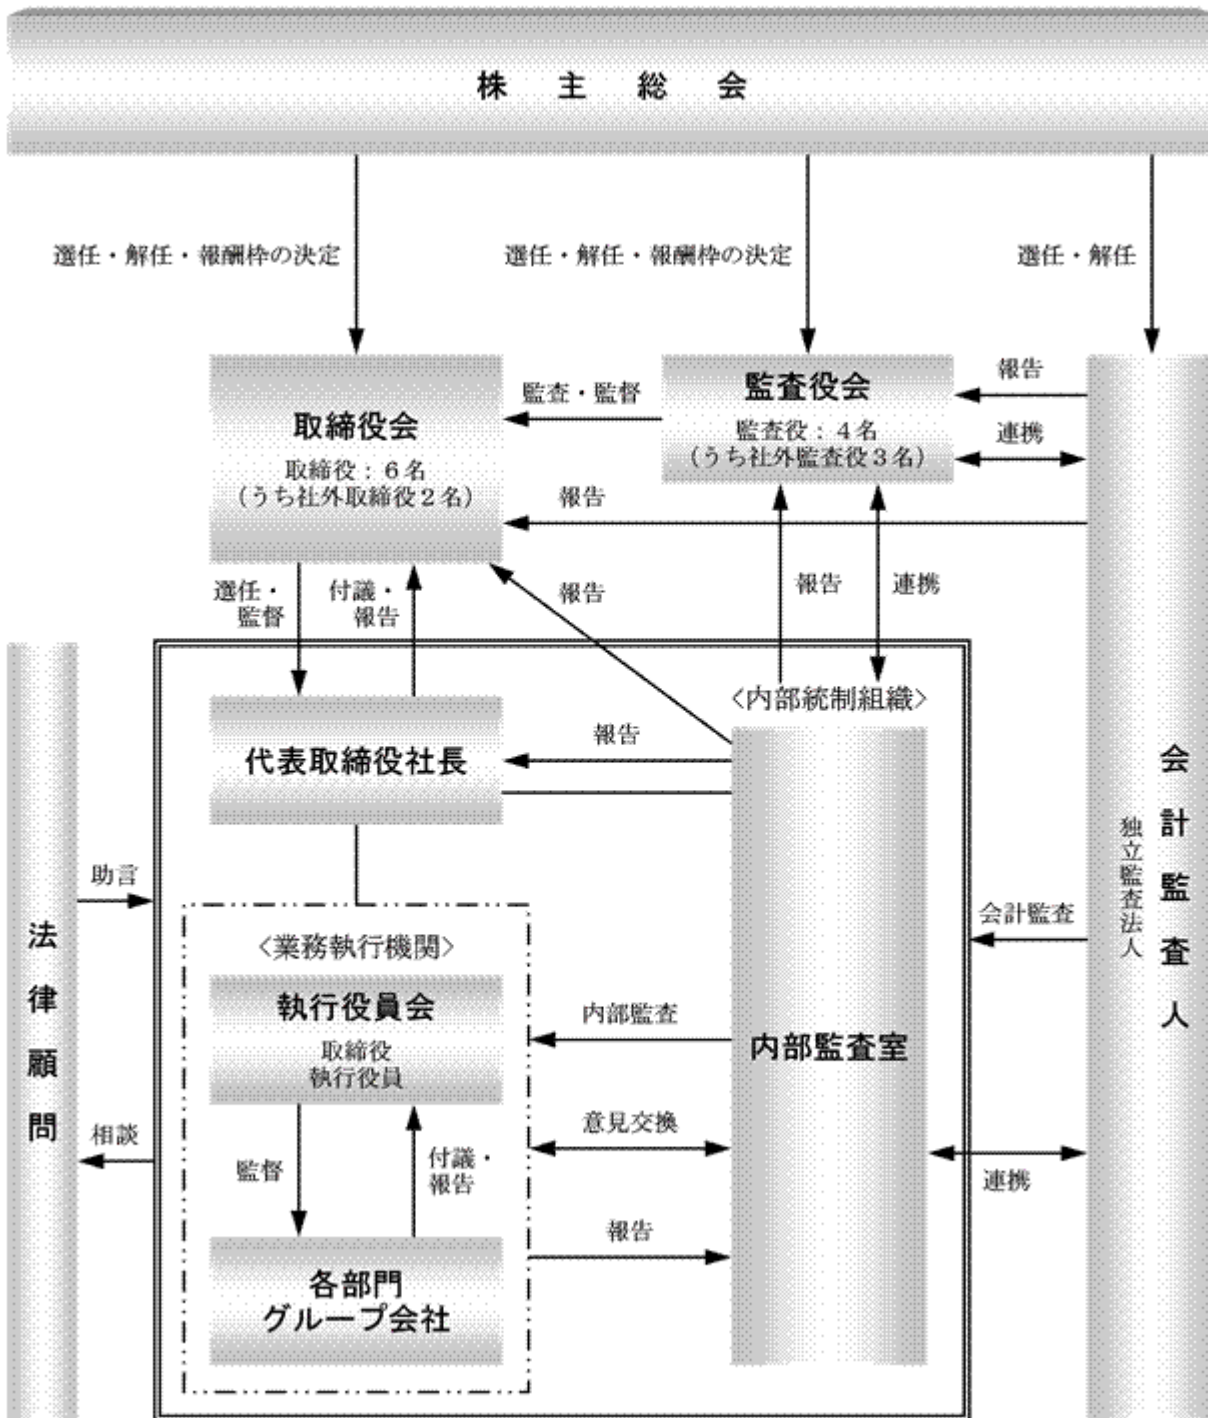 株主総会
選任・解任・報酬枠の決定
選任・解任・報酬枠の決定
選任・解任
取締役会
取締役：６名
（うち社外取締役２名）
監査・監督
監査役会
監査役：４名
（うち社外監査役３名）
報告
連携
報告
選任・
監督
付議・
報告
報告
報告
連携
〈内部統制組織〉
代表取締役社長
報告
会計監査人
独立監査法人
法律顧問
助言
会計監査
〈業務執行機関〉
執行役員会
取締役
執行役員
内部監査
内部監査室
意見交換
相談
監督
付議・
報告
連携
報告
各部門
グループ会社